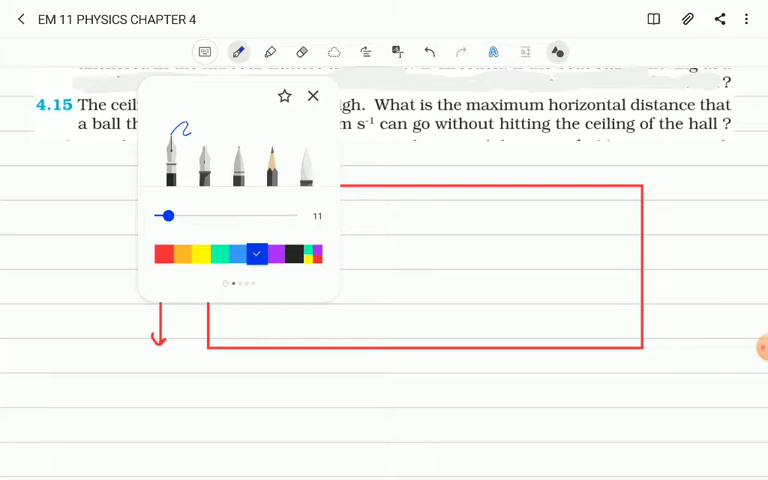 EM 11 PHYSICS CHAPTER 4
?
4.15 The ceil gh. What is the maximum horizontal distance that
a ball th m s⁻¹ can go without hitting the ceiling of the hall ?
11